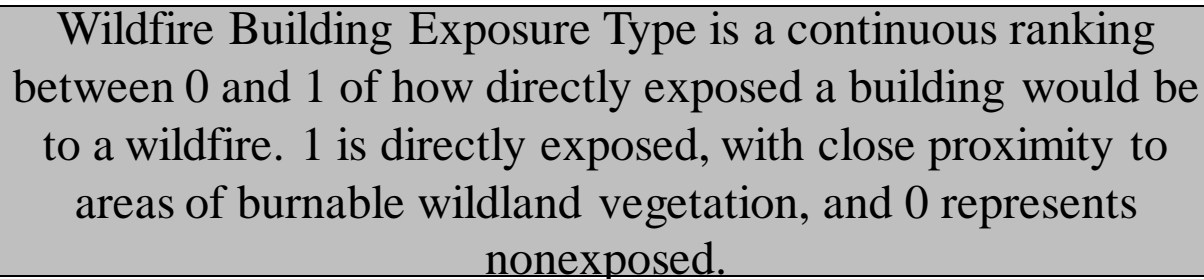 Wildfire Building Exposure Type is a continuous ranking
between 0 and 1 of how directly exposed a building would be
to a wildfire. 1 is directly exposed, with close proximity to
areas of burnable wildland vegetation, and 0 represents
nonexposed.